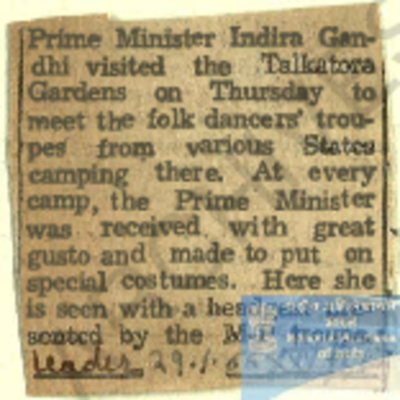 Prime Minister Indira Gan-
dhi visited the Talkatora
Gardens on Thursday to
meet the folk dancers' trou-
pes from various States
camping there. At every
camp, the Prime Minister
was received with great
gusto and made to put on
special costumes. Here she
is seen with a headgear
sented by the M.P. troupe.
Leader 29.1.